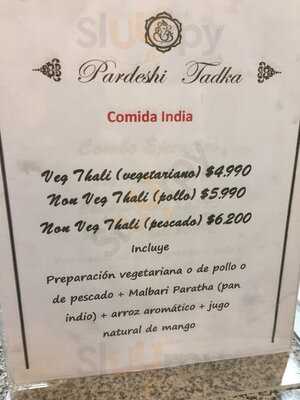 Pardeshi Tadka
Comida India
Veg Thali (vegetariano) $4.990
Non Veg Thali (pollo) $5.990
Non Veg Thali (pescado) $6.200
Incluye
Preparación vegetariana o de pollo o
de pescado + Malbari Paratha (pan
indio) + arroz aromático + jugo
natural de mango